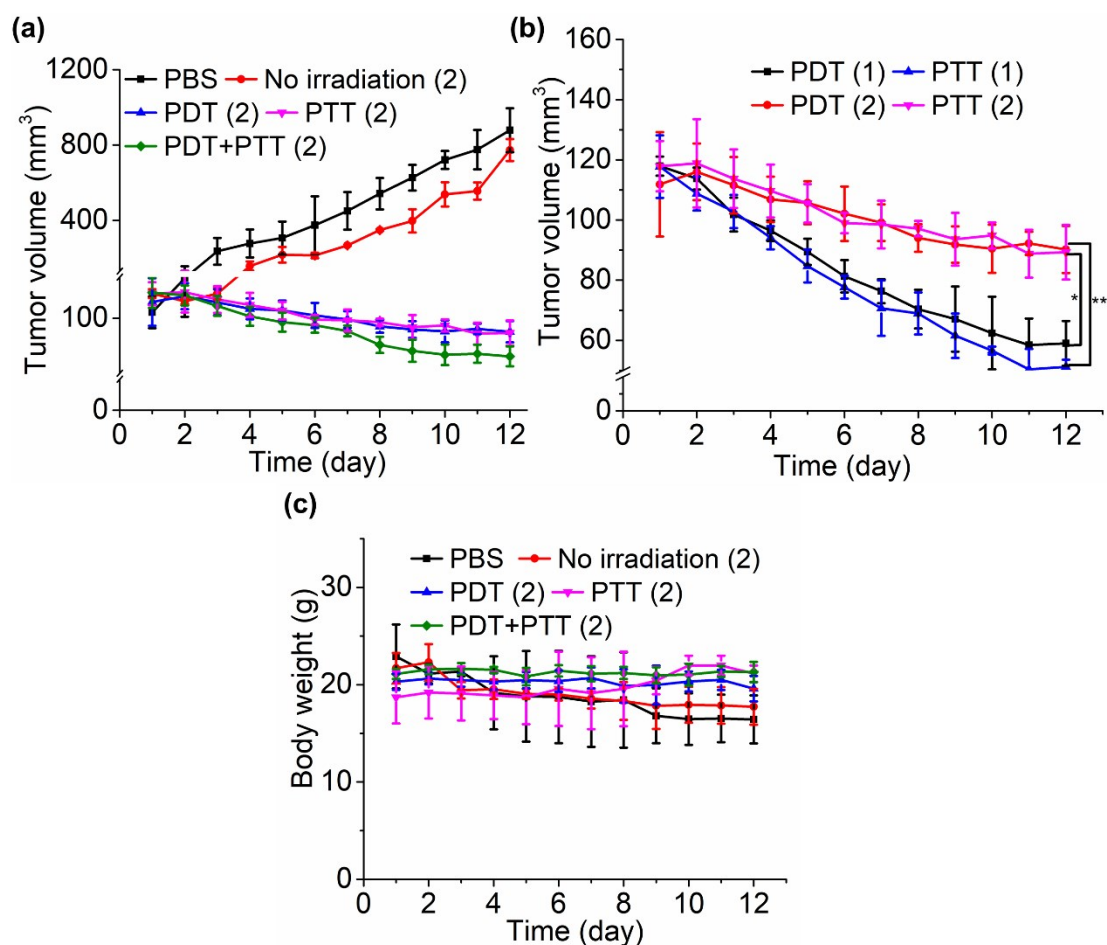 (a)
PBS No irradiation (2)
PDT (2) PTT (2)
PDT+PTT (2)
Tumor volume (mm³)
1200
800
400
100
0
0 2 4 6 8 10 12
Time (day)
(b)
PDT (1) PTT (1)
PDT (2) PTT (2)
Tumor volume (mm³)
160
140
120
100
80
60
0
* **
0 2 4 6 8 10 12
Time (day)
(c)
PBS No irradiation (2)
PDT (2) PTT (2)
PDT+PTT (2)
Body weight (g)
30
20
10
0
0 2 4 6 8 10 12
Time (day)